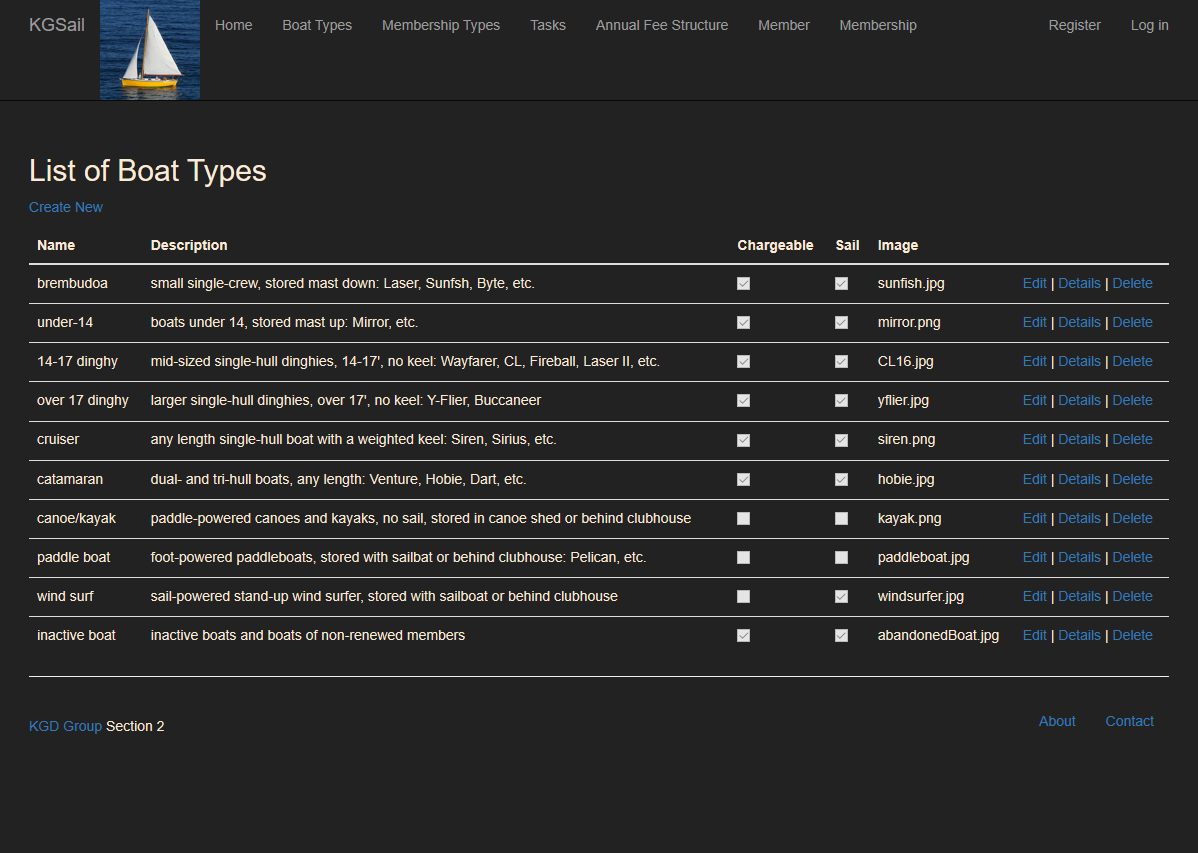 KGSail Home Boat Types Membership Types Tasks Annual Fee Structure Member Membership Register Log in
List of Boat Types
Create New
Name Description Chargeable Sail Image
brembudoa small single-crew, stored mast down: Laser, Sunfsh, Byte, etc. sunfish.jpg Edit | Details | Delete
under-14 boats under 14, stored mast up: Mirror, etc. mirror.png Edit | Details | Delete
14-17 dinghy mid-sized single-hull dinghies, 14-17', no keel: Wayfarer, CL, Fireball, Laser II, etc. CL16.jpg Edit | Details | Delete
over 17 dinghy larger single-hull dinghies, over 17', no keel: Y-Flier, Buccaneer yflier.jpg Edit | Details | Delete
cruiser any length single-hull boat with a weighted keel: Siren, Sirius, etc. siren.png Edit | Details | Delete
catamaran dual- and tri-hull boats, any length: Venture, Hobie, Dart, etc. hobie.jpg Edit | Details | Delete
canoe/kayak paddle-powered canoes and kayaks, no sail, stored in canoe shed or behind clubhouse kayak.png Edit | Details | Delete
paddle boat foot-powered paddleboats, stored with sailbat or behind clubhouse: Pelican, etc. paddleboat.jpg Edit | Details | Delete
wind surf sail-powered stand-up wind surfer, stored with sailboat or behind clubhouse windsurfer.jpg Edit | Details | Delete
inactive boat inactive boats and boats of non-renewed members abandonedBoat.jpg Edit | Details | Delete
KGD Group Section 2 About Contact